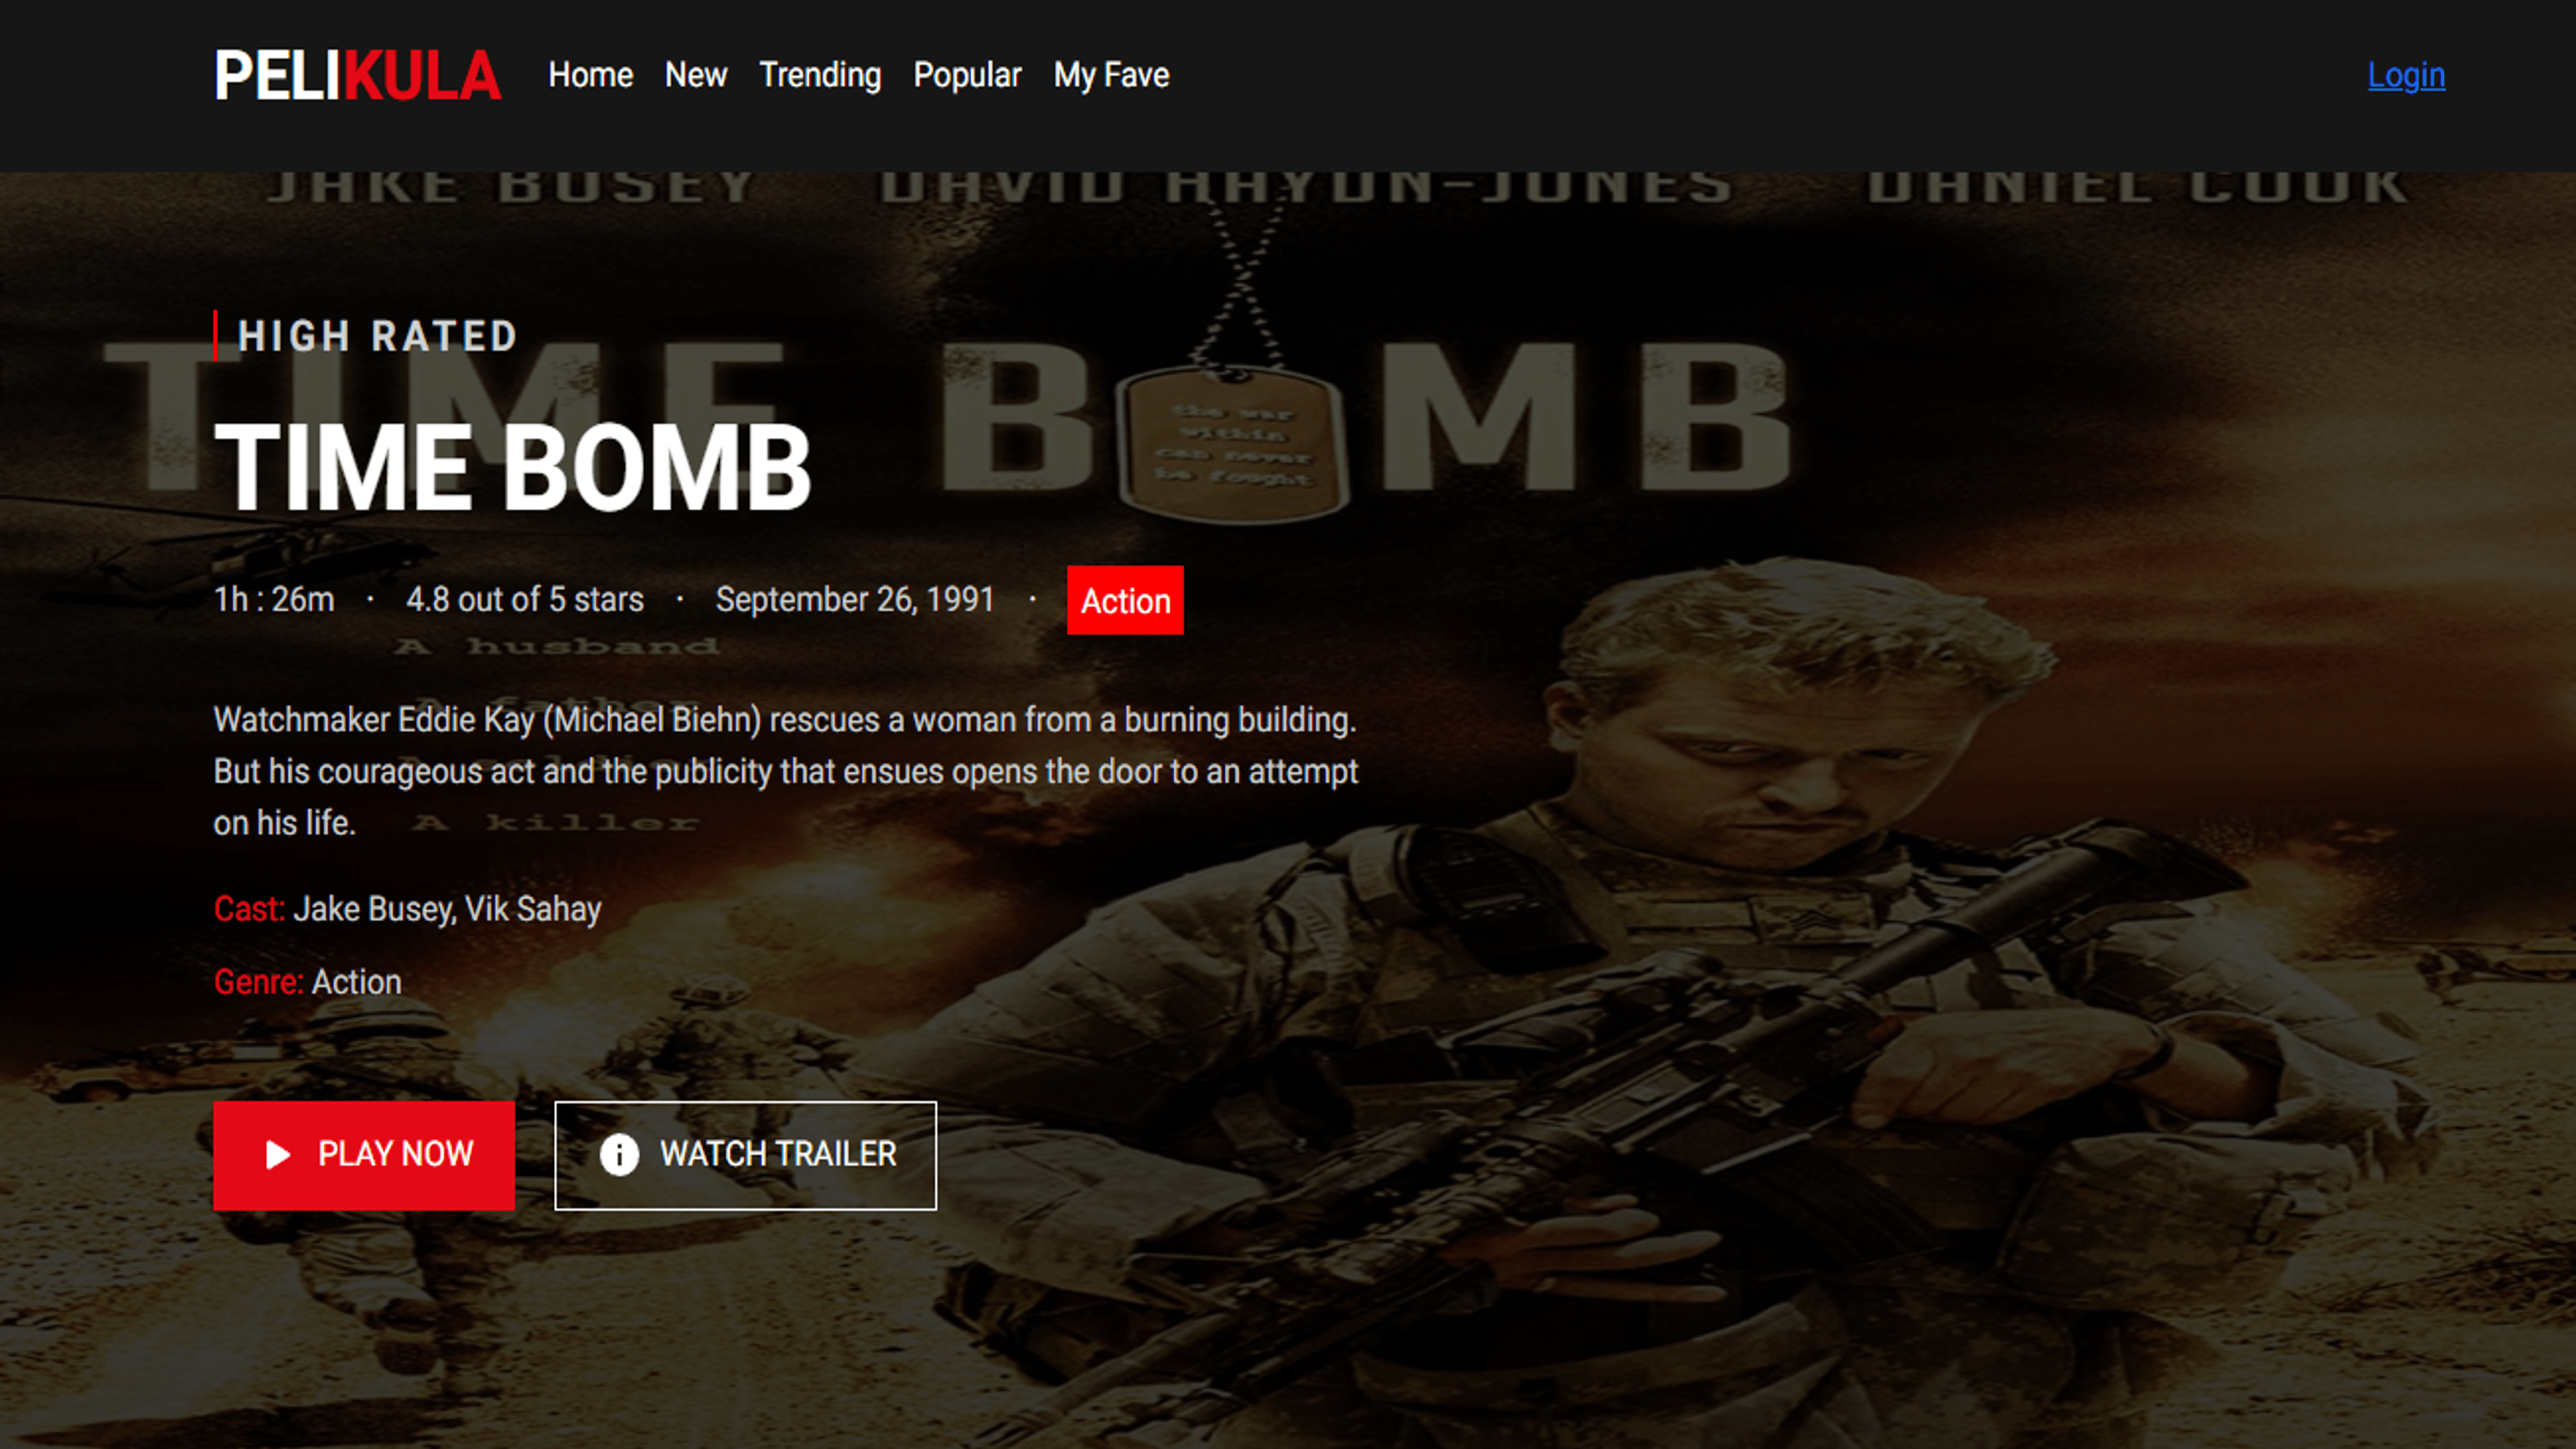 PELIKULA Home New Trending Popular My Fave Login
JAKE BUSEY DAVID HAYDN-JONES DANIEL COOK
HIGH RATED
TIME BOMB
the war
within
can never
be fought
TIME BOMB
1h : 26m · 4.8 out of 5 stars · September 26, 1991 · Action
A husband
A father
Watchmaker Eddie Kay (Michael Biehn) rescues a woman from a burning building.
A soldier
But his courageous act and the publicity that ensues opens the door to an attempt
on his life.
A killer
Cast: Jake Busey, Vik Sahay
Genre: Action
PLAY NOW
WATCH TRAILER